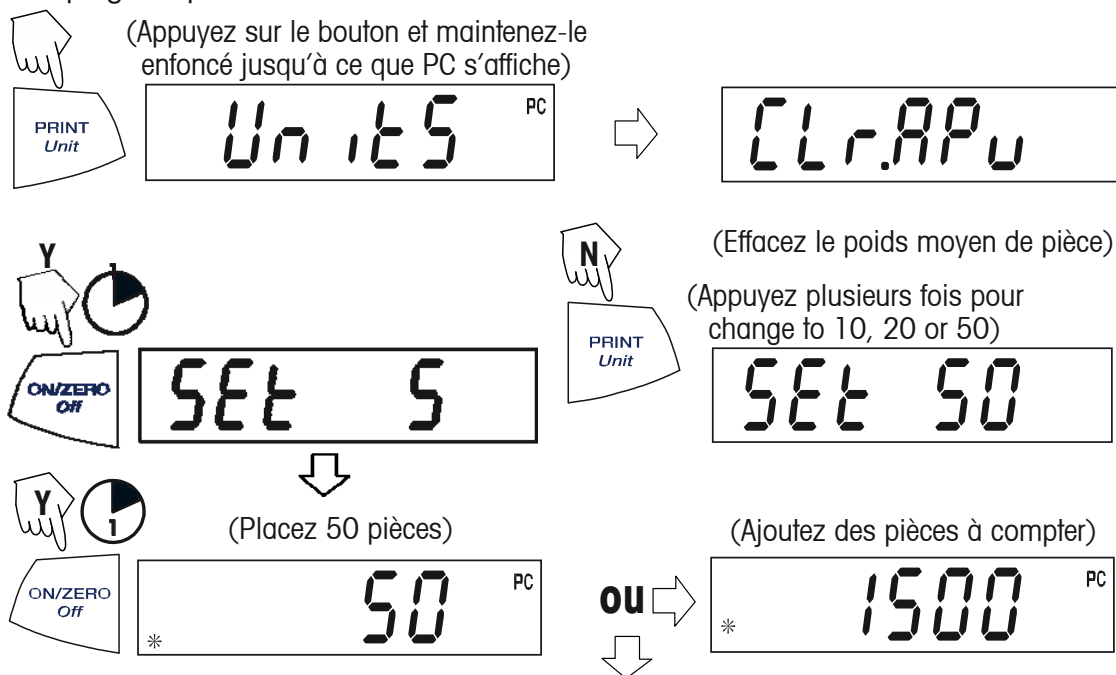 (Appuyez sur le bouton et maintenez-le
enfoncé jusqu'à ce que PC s'affiche)
PRINT
Unit
UnitS PC
CLr.APu
Y
1
N
(Effacez le poids moyen de pièce)
(Appuyez plusieurs fois pour
change to 10, 20 or 50)
ON/ZERO
Off
SEt 5
PRINT
Unit
SEt 50
Y
1
(Placez 50 pièces)
(Ajoutez des pièces à compter)
ON/ZERO
Off
* 50 PC
ou
* 1500 PC